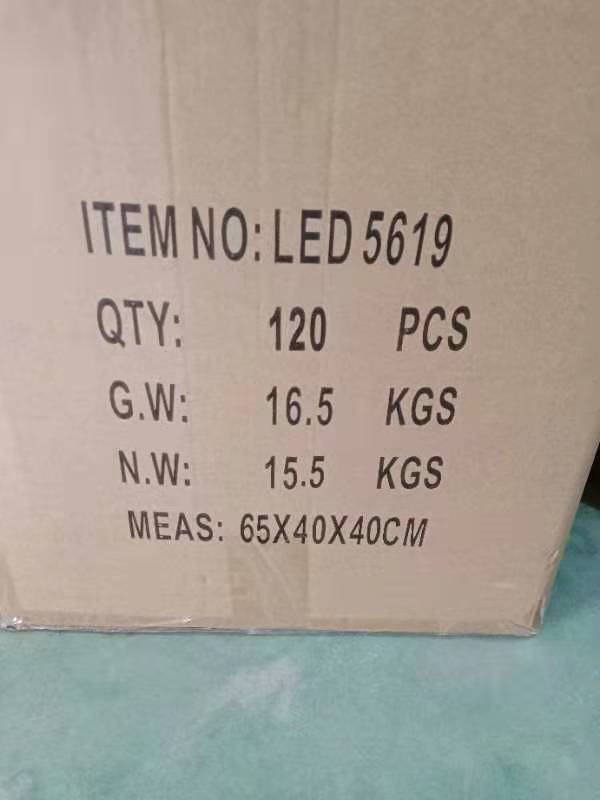 ITEM NO: LED 5619
QTY: 120 PCS
G.W: 16.5 KGS
N.W: 15.5 KGS
MEAS: 65X40X40CM